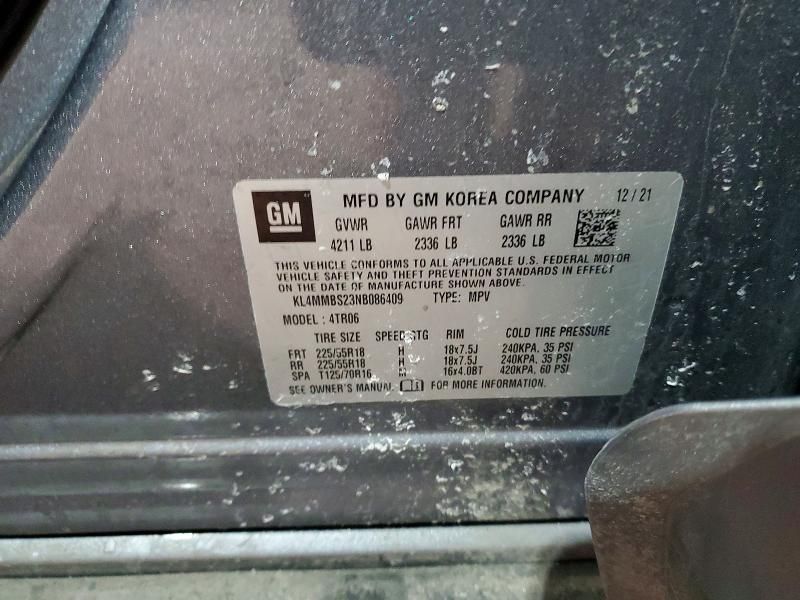 GM
MFD BY GM KOREA COMPANY 12/21
GVWR GAWR FRT GAWR RR
4211 LB 2336 LB 2336 LB
THIS VEHICLE CONFORMS TO ALL APPLICABLE U.S. FEDERAL MOTOR
VEHICLE SAFETY AND THEFT PREVENTION STANDARDS IN EFFECT
ON THE DATE OF MANUFACTURE SHOWN ABOVE.
KL4MMBS23NB086409 TYPE: MPV
MODEL: 4TR06
TIRE SIZE SPEED RTG RIM COLD TIRE PRESSURE
FRT 225/55R18 H 18x7.5J 240KPA, 35 PSI
RR 225/55R18 H 18x7.5J 240KPA, 35 PSI
SPA T125/70R16 M 16x4.0BT 420KPA, 60 PSI
SEE OWNER'S MANUAL FOR MORE INFORMATION.